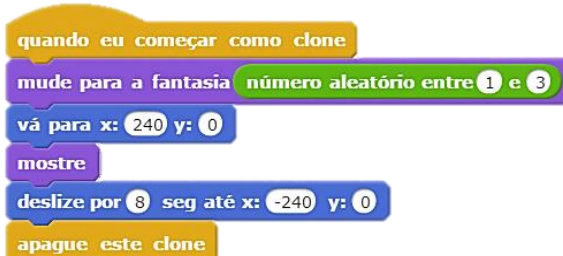 quando eu começar como clone
mude para a fantasia número aleatório entre 1 e 3
vá para x: 240 y: 0
mostre
deslize por 8 seg até x: -240 y: 0
apague este clone